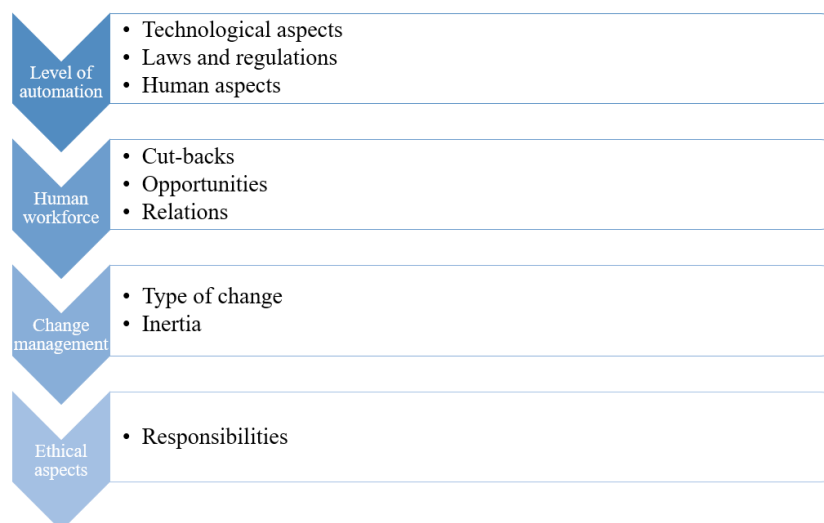 Level of
automation
• Technological aspects
• Laws and regulations
• Human aspects
Human
workforce
• Cut-backs
• Opportunities
• Relations
Change
management
• Type of change
• Inertia
Ethical
aspects
• Responsibilities